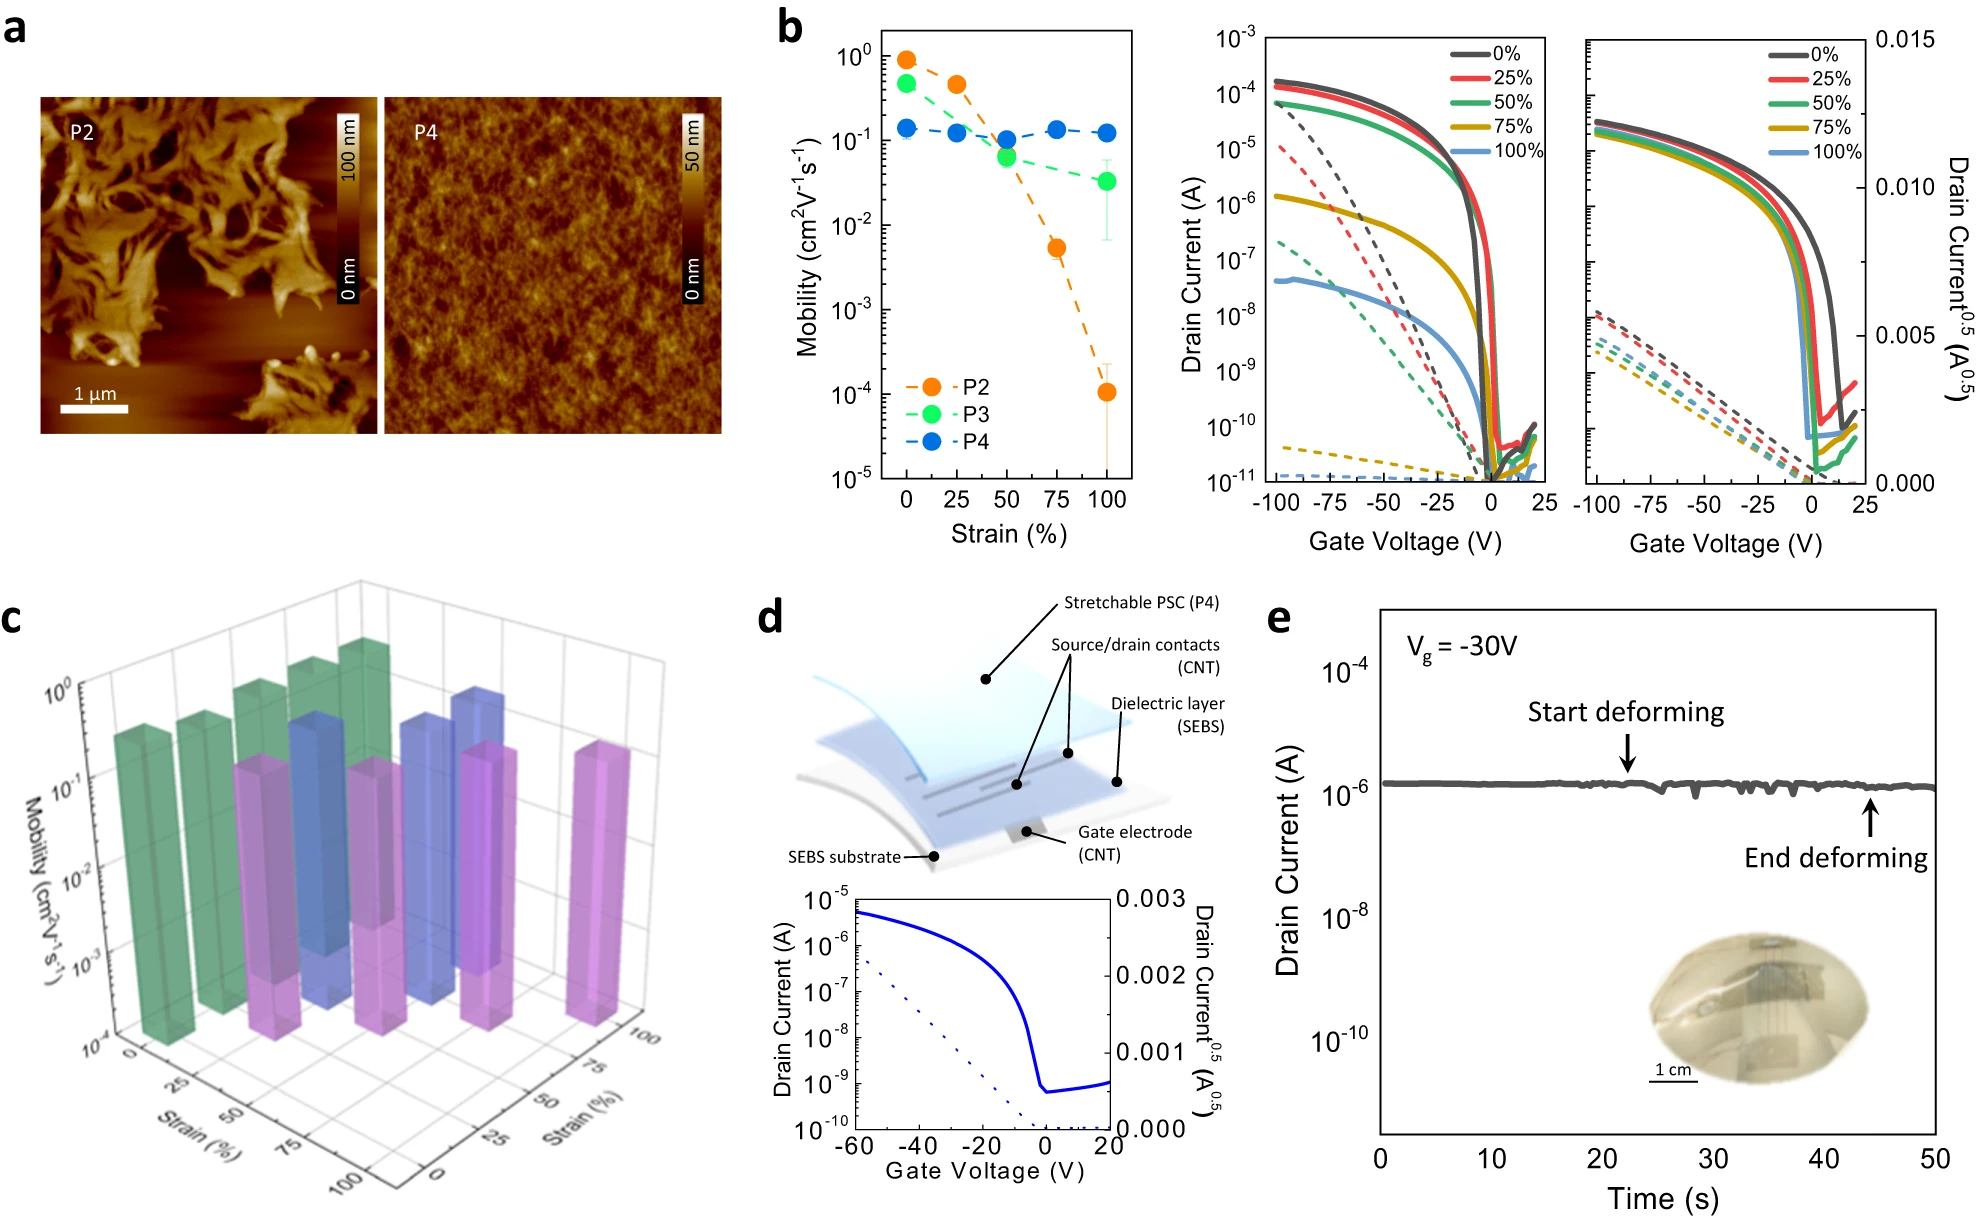 a
P2
100 nm
0 nm
1 µm
P4
50 nm
0 nm
b
10^0
10^-1
10^-2
10^-3
10^-4
10^-5
Mobility (cm^2V^-1s^-1)
P2
P3
P4
0 25 50 75 100
Strain (%)
10^-3
10^-4
10^-5
10^-6
10^-7
10^-8
10^-9
10^-10
10^-11
Drain Current (A)
0%
25%
50%
75%
100%
-100 -75 -50 -25 0 25
Gate Voltage (V)
0%
25%
50%
75%
100%
0.015
0.010
0.005
0.000
Drain Current^0.5 (A^0.5)
-100 -75 -50 -25 0 25
Gate Voltage (V)
c
10^0
10^-1
10^-2
10^-3
10^-4
Mobility (cm^2V^-1s^-1)
0
25
50
75
100
Strain (%)
0
25
50
75
100
Strain (%)
d
Stretchable PSC (P4)
Source/drain contacts
(CNT)
Dielectric layer
(SEBS)
Gate electrode
(CNT)
SEBS substrate
10^-5
10^-6
10^-7
10^-8
10^-9
10^-10
Drain Current (A)
0.003
0.002
0.001
0.000
Drain Current^0.5 (A^0.5)
-60 -40 -20 0 20
Gate Voltage (V)
e
V_g = -30V
10^-4
10^-6
10^-8
10^-10
Drain Current (A)
Start deforming
End deforming
1 cm
0 10 20 30 40 50
Time (s)